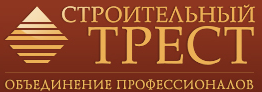 СТРОИТЕЛЬНЫЙ
ТРЕСТ
ОБЪЕДИНЕНИЕ ПРОФЕССИОНАЛОВ